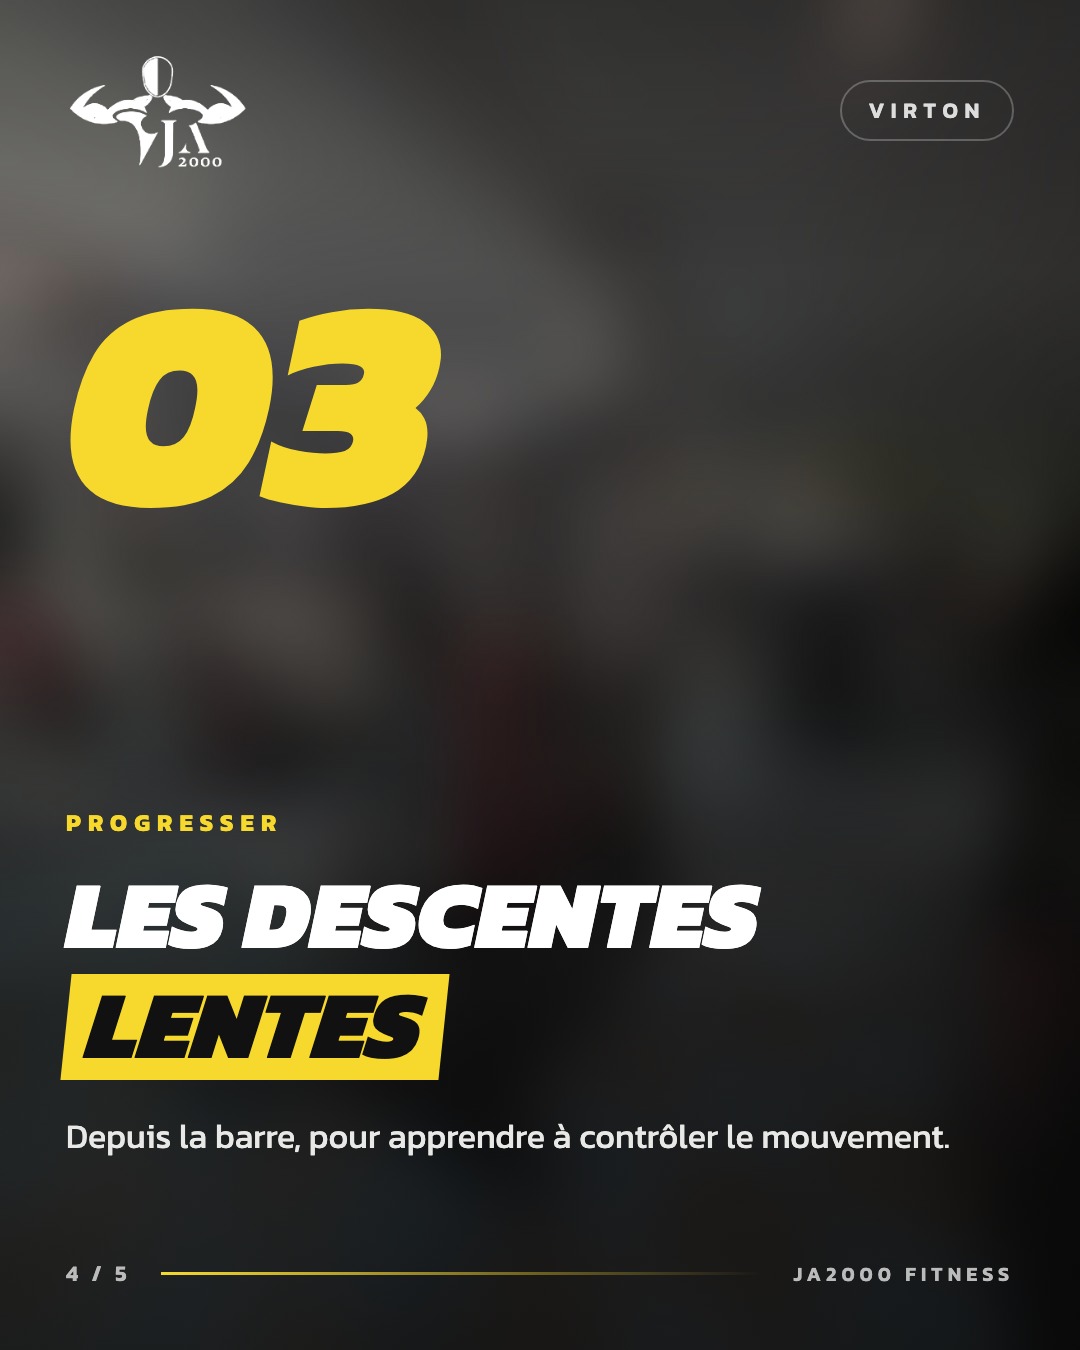 JA
2000
VIRTON
03
PROGRESSER
LES DESCENTES
LENTES
Depuis la barre, pour apprendre à contrôler le mouvement.
4 / 5
JA2000 FITNESS